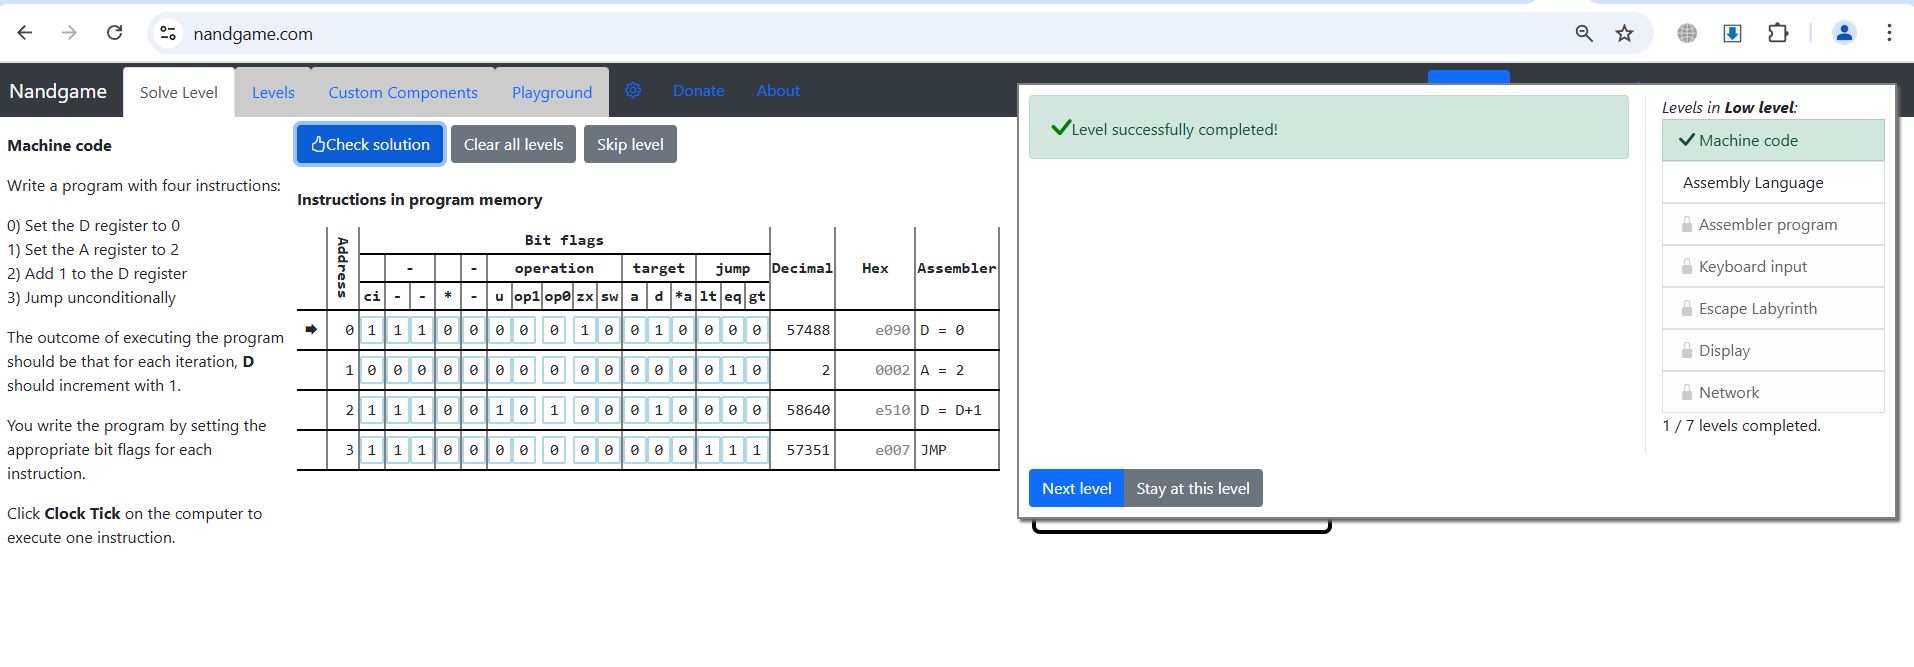 nandgame.com
Nandgame
Solve Level
Levels
Custom Components
Playground
Donate
About
Machine code
Write a program with four instructions:
0) Set the D register to 0
1) Set the A register to 2
2) Add 1 to the D register
3) Jump unconditionally
The outcome of executing the program
should be that for each iteration, D
should increment with 1.
You write the program by setting the
appropriate bit flags for each
instruction.
Click Clock Tick on the computer to
execute one instruction.
Check solution
Clear all levels
Skip level
Instructions in program memory
Address
Bit flags
- - operation target jump Decimal Hex Assembler
ci - - * - u op1 op0 zx sw a d *a lt eq gt
0 1 1 1 0 0 0 0 0 1 0 0 1 0 0 0 0 57488 e090 D = 0
1 0 0 0 0 0 0 0 0 0 0 0 0 0 0 1 0 2 0002 A = 2
2 1 1 1 0 0 1 0 1 0 0 0 1 0 0 0 0 58640 e510 D = D+1
3 1 1 1 0 0 0 0 0 0 0 0 0 0 1 1 1 57351 e007 JMP
Level successfully completed!
Next level
Stay at this level
Levels in Low level:
Machine code
Assembly Language
Assembler program
Keyboard input
Escape Labyrinth
Display
Network
1 / 7 levels completed.